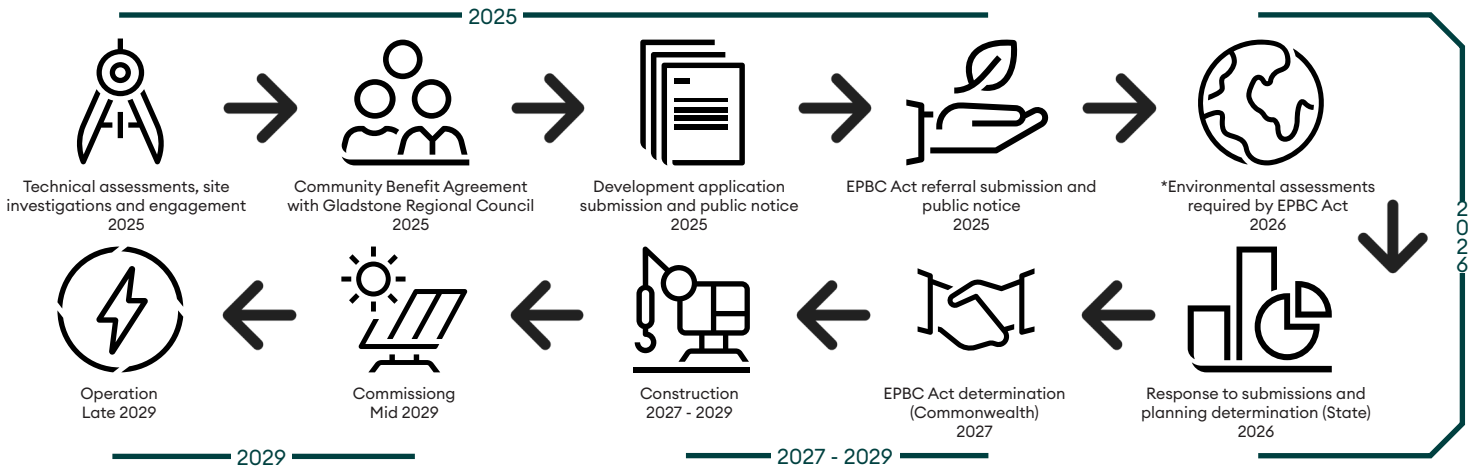 2025
Technical assessments, site
investigations and engagement
2025
Community Benefit Agreement
with Gladstone Regional Council
2025
Development application
submission and public notice
2025
EPBC Act referral submission and
public notice
2025
*Environmental assessments
required by EPBC Act
2026
2026
Response to submissions and
planning determination (State)
2026
EPBC Act determination
(Commonwealth)
2027
Construction
2027 - 2029
Commissiong
Mid 2029
Operation
Late 2029
2027 - 2029
2029